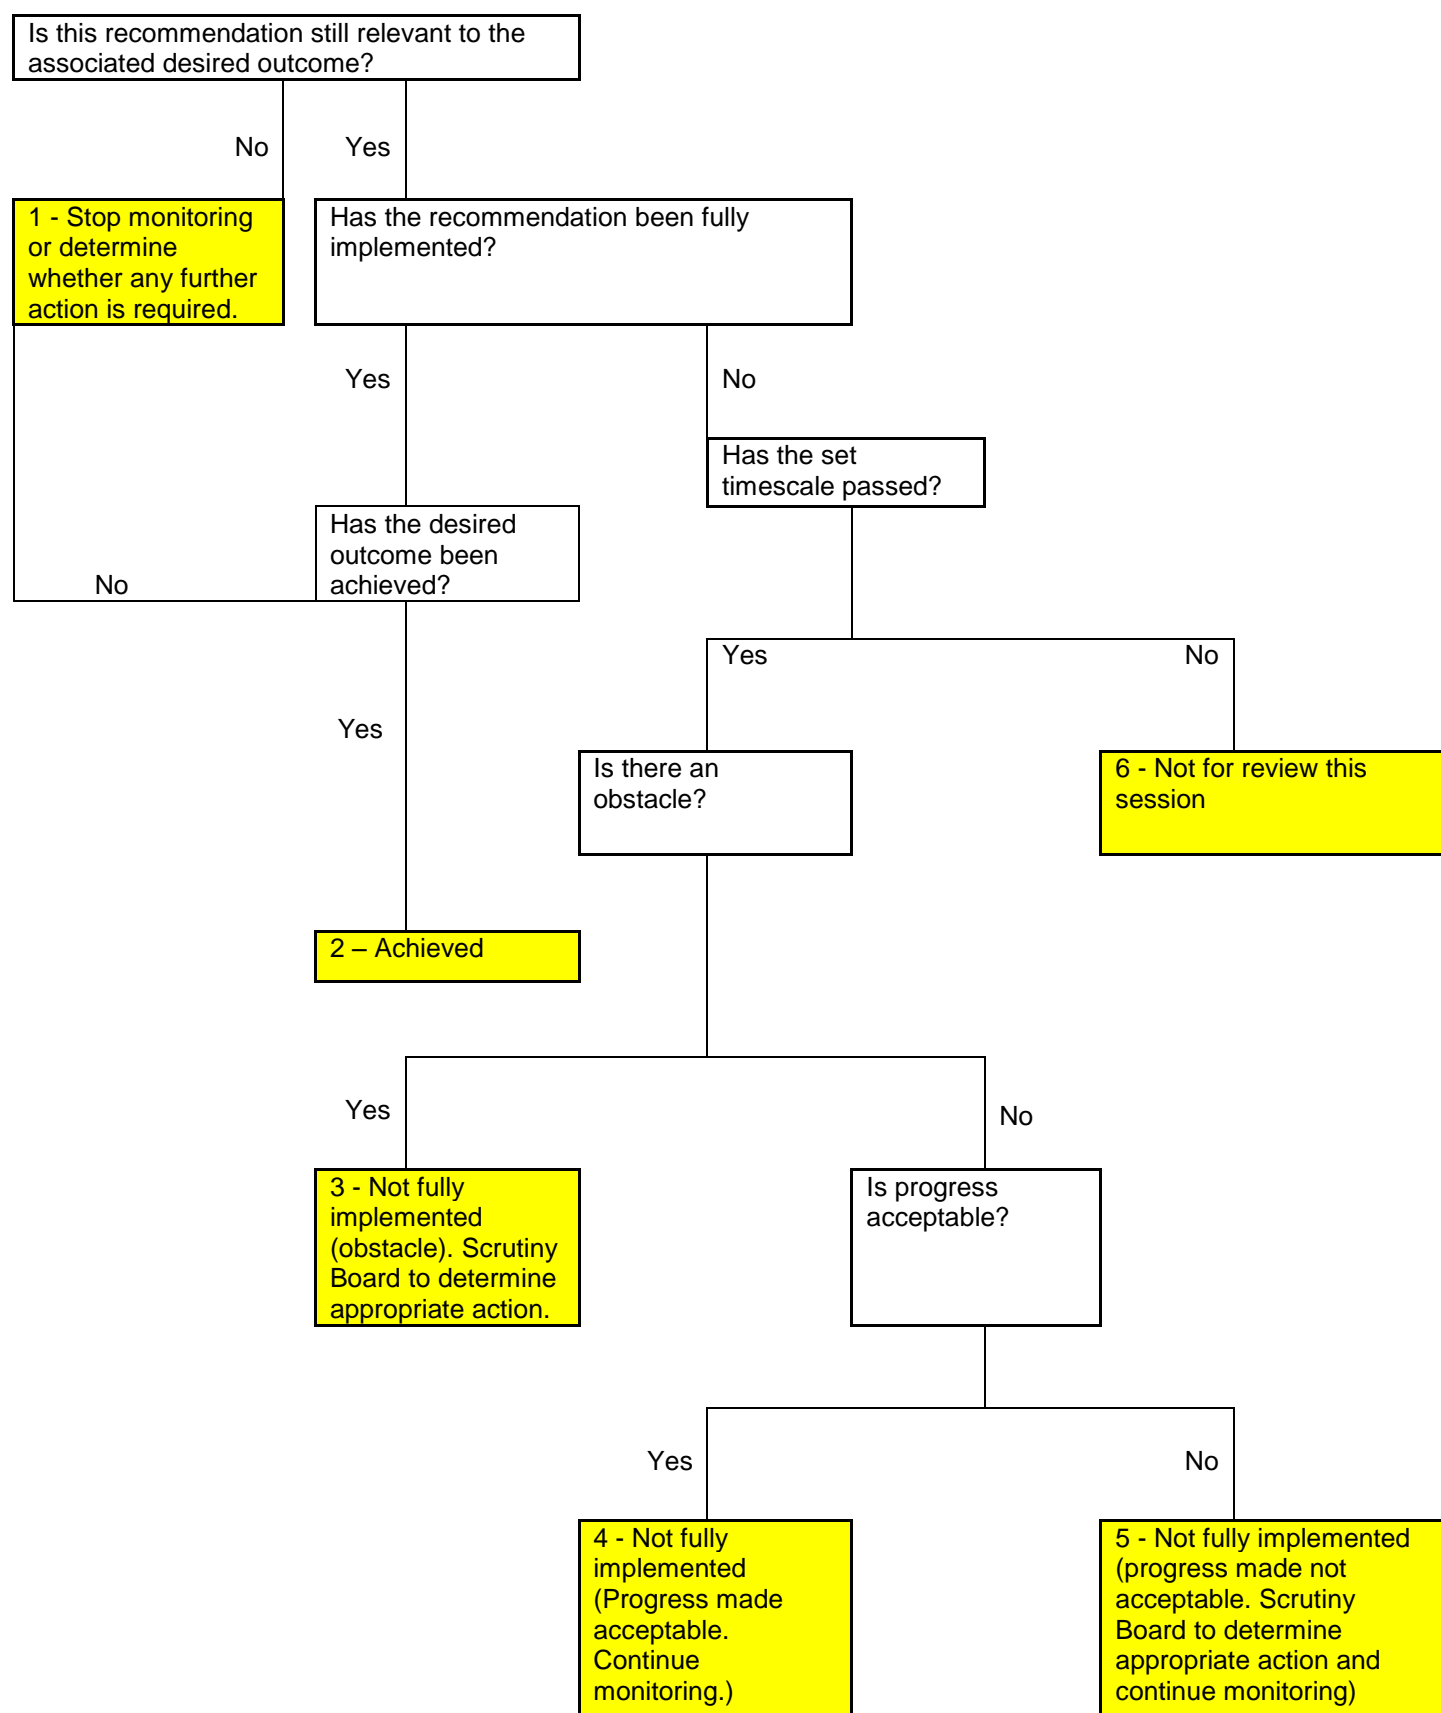 Is this recommendation still relevant to the
associated desired outcome?
No
Yes
1 - Stop monitoring
or determine
whether any further
action is required.
Has the recommendation been fully
implemented?
Yes
No
Has the set
timescale passed?
Has the desired
outcome been
achieved?
No
Yes
No
Yes
Is there an
obstacle?
6 - Not for review this
session
2 – Achieved
Yes
No
3 - Not fully
implemented
(obstacle). Scrutiny
Board to determine
appropriate action.
Is progress
acceptable?
Yes
No
4 - Not fully
implemented
(Progress made
acceptable.
Continue
monitoring.)
5 - Not fully implemented
(progress made not
acceptable. Scrutiny
Board to determine
appropriate action and
continue monitoring)